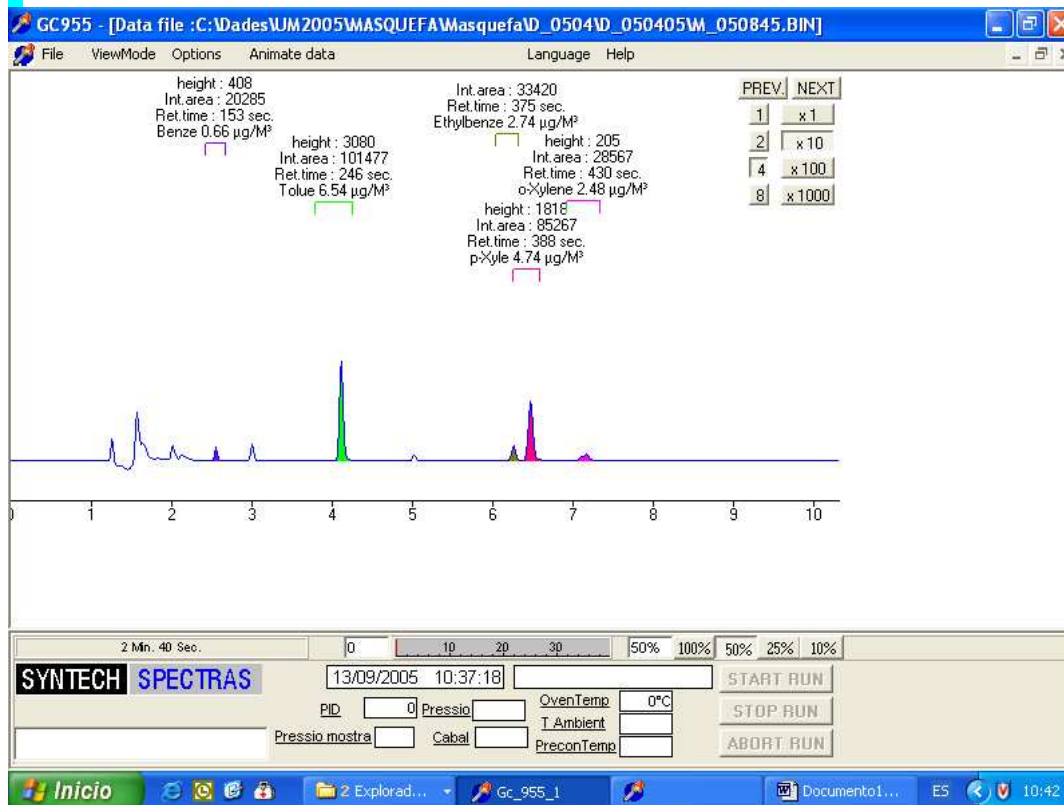 GC955 - [Data file :C:\Dades\UM2005\MASQUEFA\Masquefa\D_0504\D_050405\M_050845.BIN]
File ViewMode Options Animate data Language Help
height : 408
Int.area : 20285
Ret.time : 153 sec.
Benze 0.66 µg/M³
height : 3080
Int.area : 101477
Ret.time : 246 sec.
Tolue 6.54 µg/M³
Int.area : 33420
Ret.time : 375 sec.
Ethylbenze 2.74 µg/M³
height : 205
Int.area : 28567
Ret.time : 430 sec.
o-Xylene 2.48 µg/M³
height : 1818
Int.area : 85267
Ret.time : 388 sec.
p-Xyle 4.74 µg/M³
PREV. NEXT
1 x 1
2 x 10
4 x 100
8 x 1000
1 2 3 4 5 6 7 8 9 10
2 Min. 40 Sec. 0 10 20 30 50% 100% 50% 25% 10%
SYNTECH SPECTRAS
13/09/2005 10:37:18
START RUN
PID 0 Pressio OvenTemp 0°C
T Ambient
STOP RUN
Pressio mostra Cabal PreconTemp
ABORT RUN
Inicio 2 Explorad... Gc_955_1 Documento1... ES 10:42